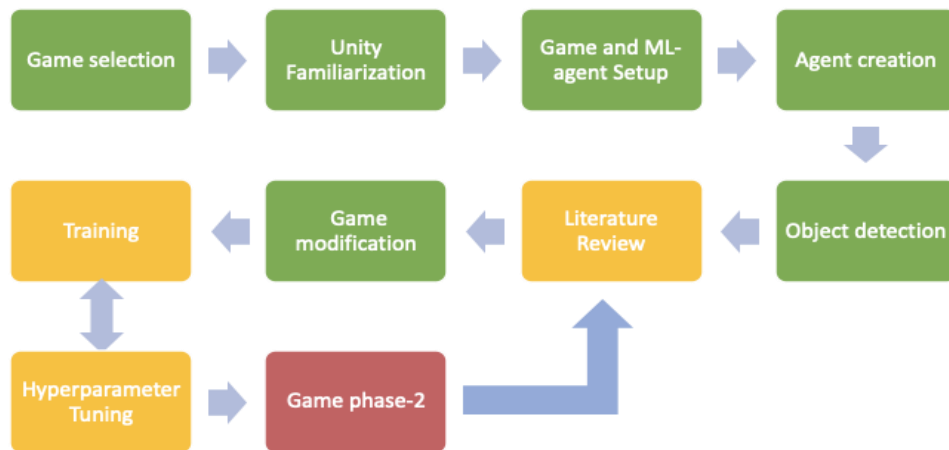 Game selection
Unity
Familiarization
Game and ML-
agent Setup
Agent creation
Training
Game
modification
Literature
Review
Object detection
Hyperparameter
Tuning
Game phase-2